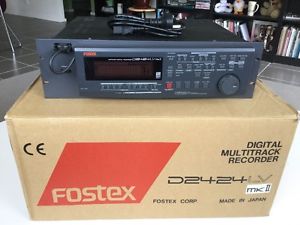 FOSTEX
CE
DIGITAL
MULTITRACK
RECORDER
FOSTEX
D2424LV
MKII
FOSTEX CORP.
MADE IN JAPAN